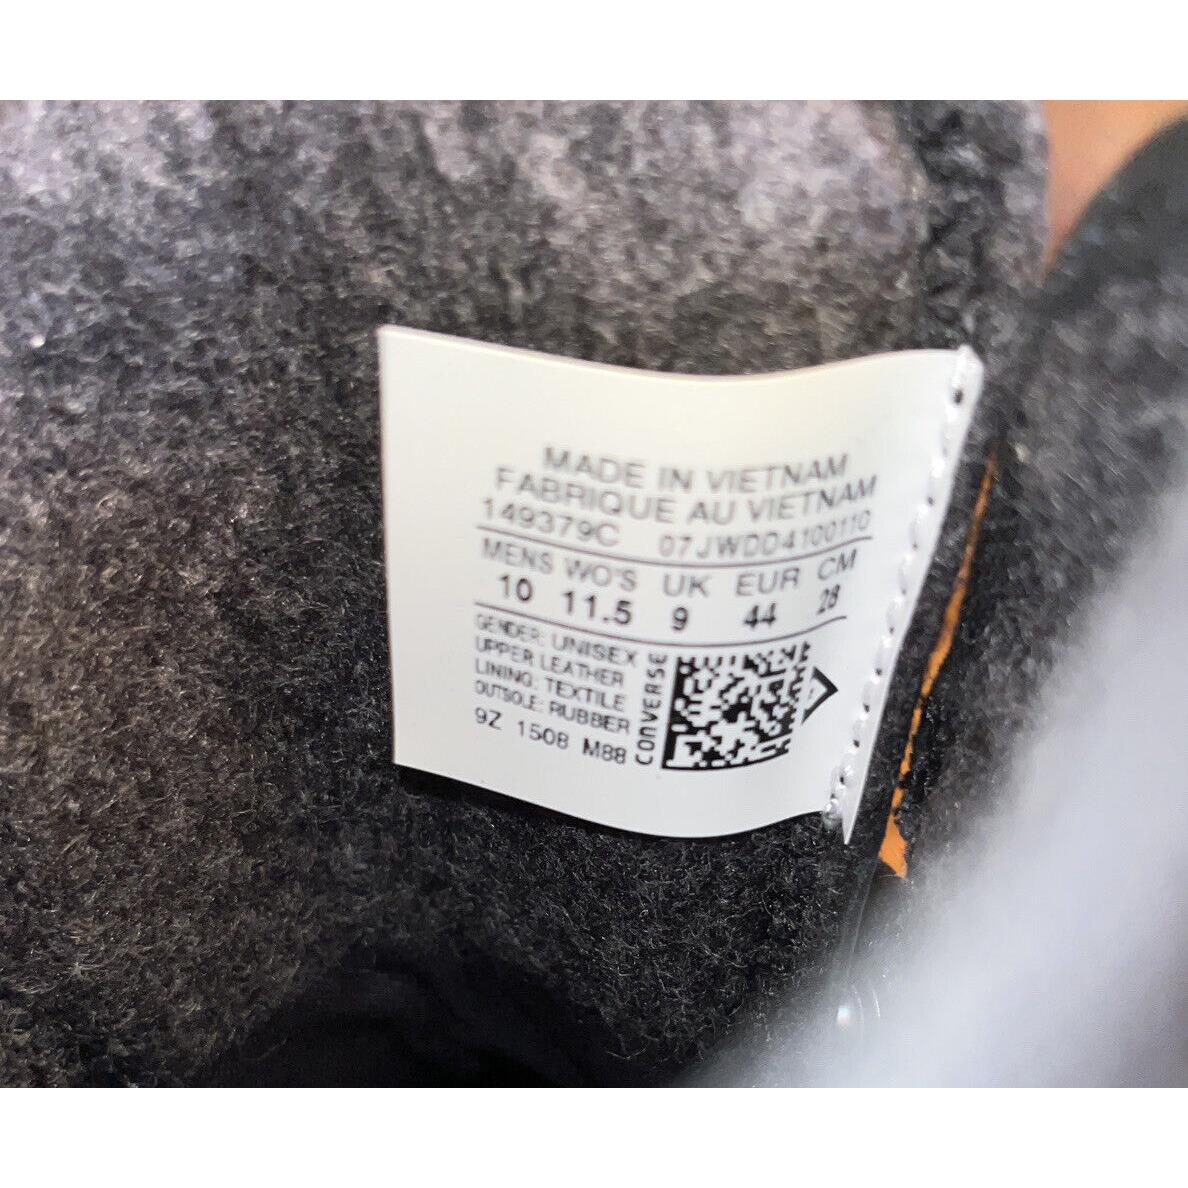 MADE IN VIETNAM
FABRIQUE AU VIETNAM
149379C 07JWDD4100110
MENS WO'S UK EUR CM
10 11.5 9 44 28
GENDER: UNISEX
UPPER LEATHER
LINING: TEXTILE
OUTSOLE: RUBBER
9Z 1508 M88
CONVERSE